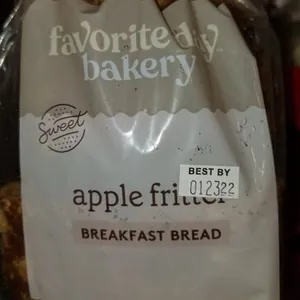 favorite day
bakery
Sweet
BEST BY
012322
apple fritter
BREAKFAST BREAD